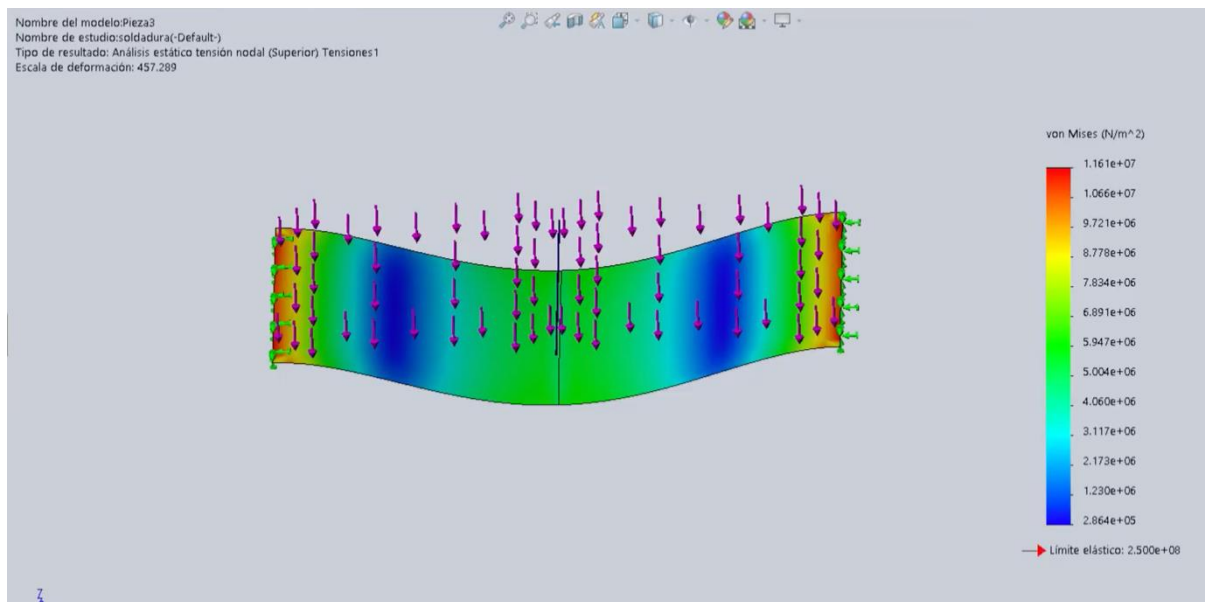 Nombre del modelo:Pieza3
Nombre de estudio:soldadura(-Default-)
Tipo de resultado: Análisis estático tensión nodal (Superior) Tensiones1
Escala de deformación: 457.289
von Mises (N/m^2)
1.161e+07
1.066e+07
9.721e+06
8.778e+06
7.834e+06
6.891e+06
5.947e+06
5.004e+06
4.060e+06
3.117e+06
2.173e+06
1.230e+06
2.864e+05
Límite elástico: 2.500e+08
Z